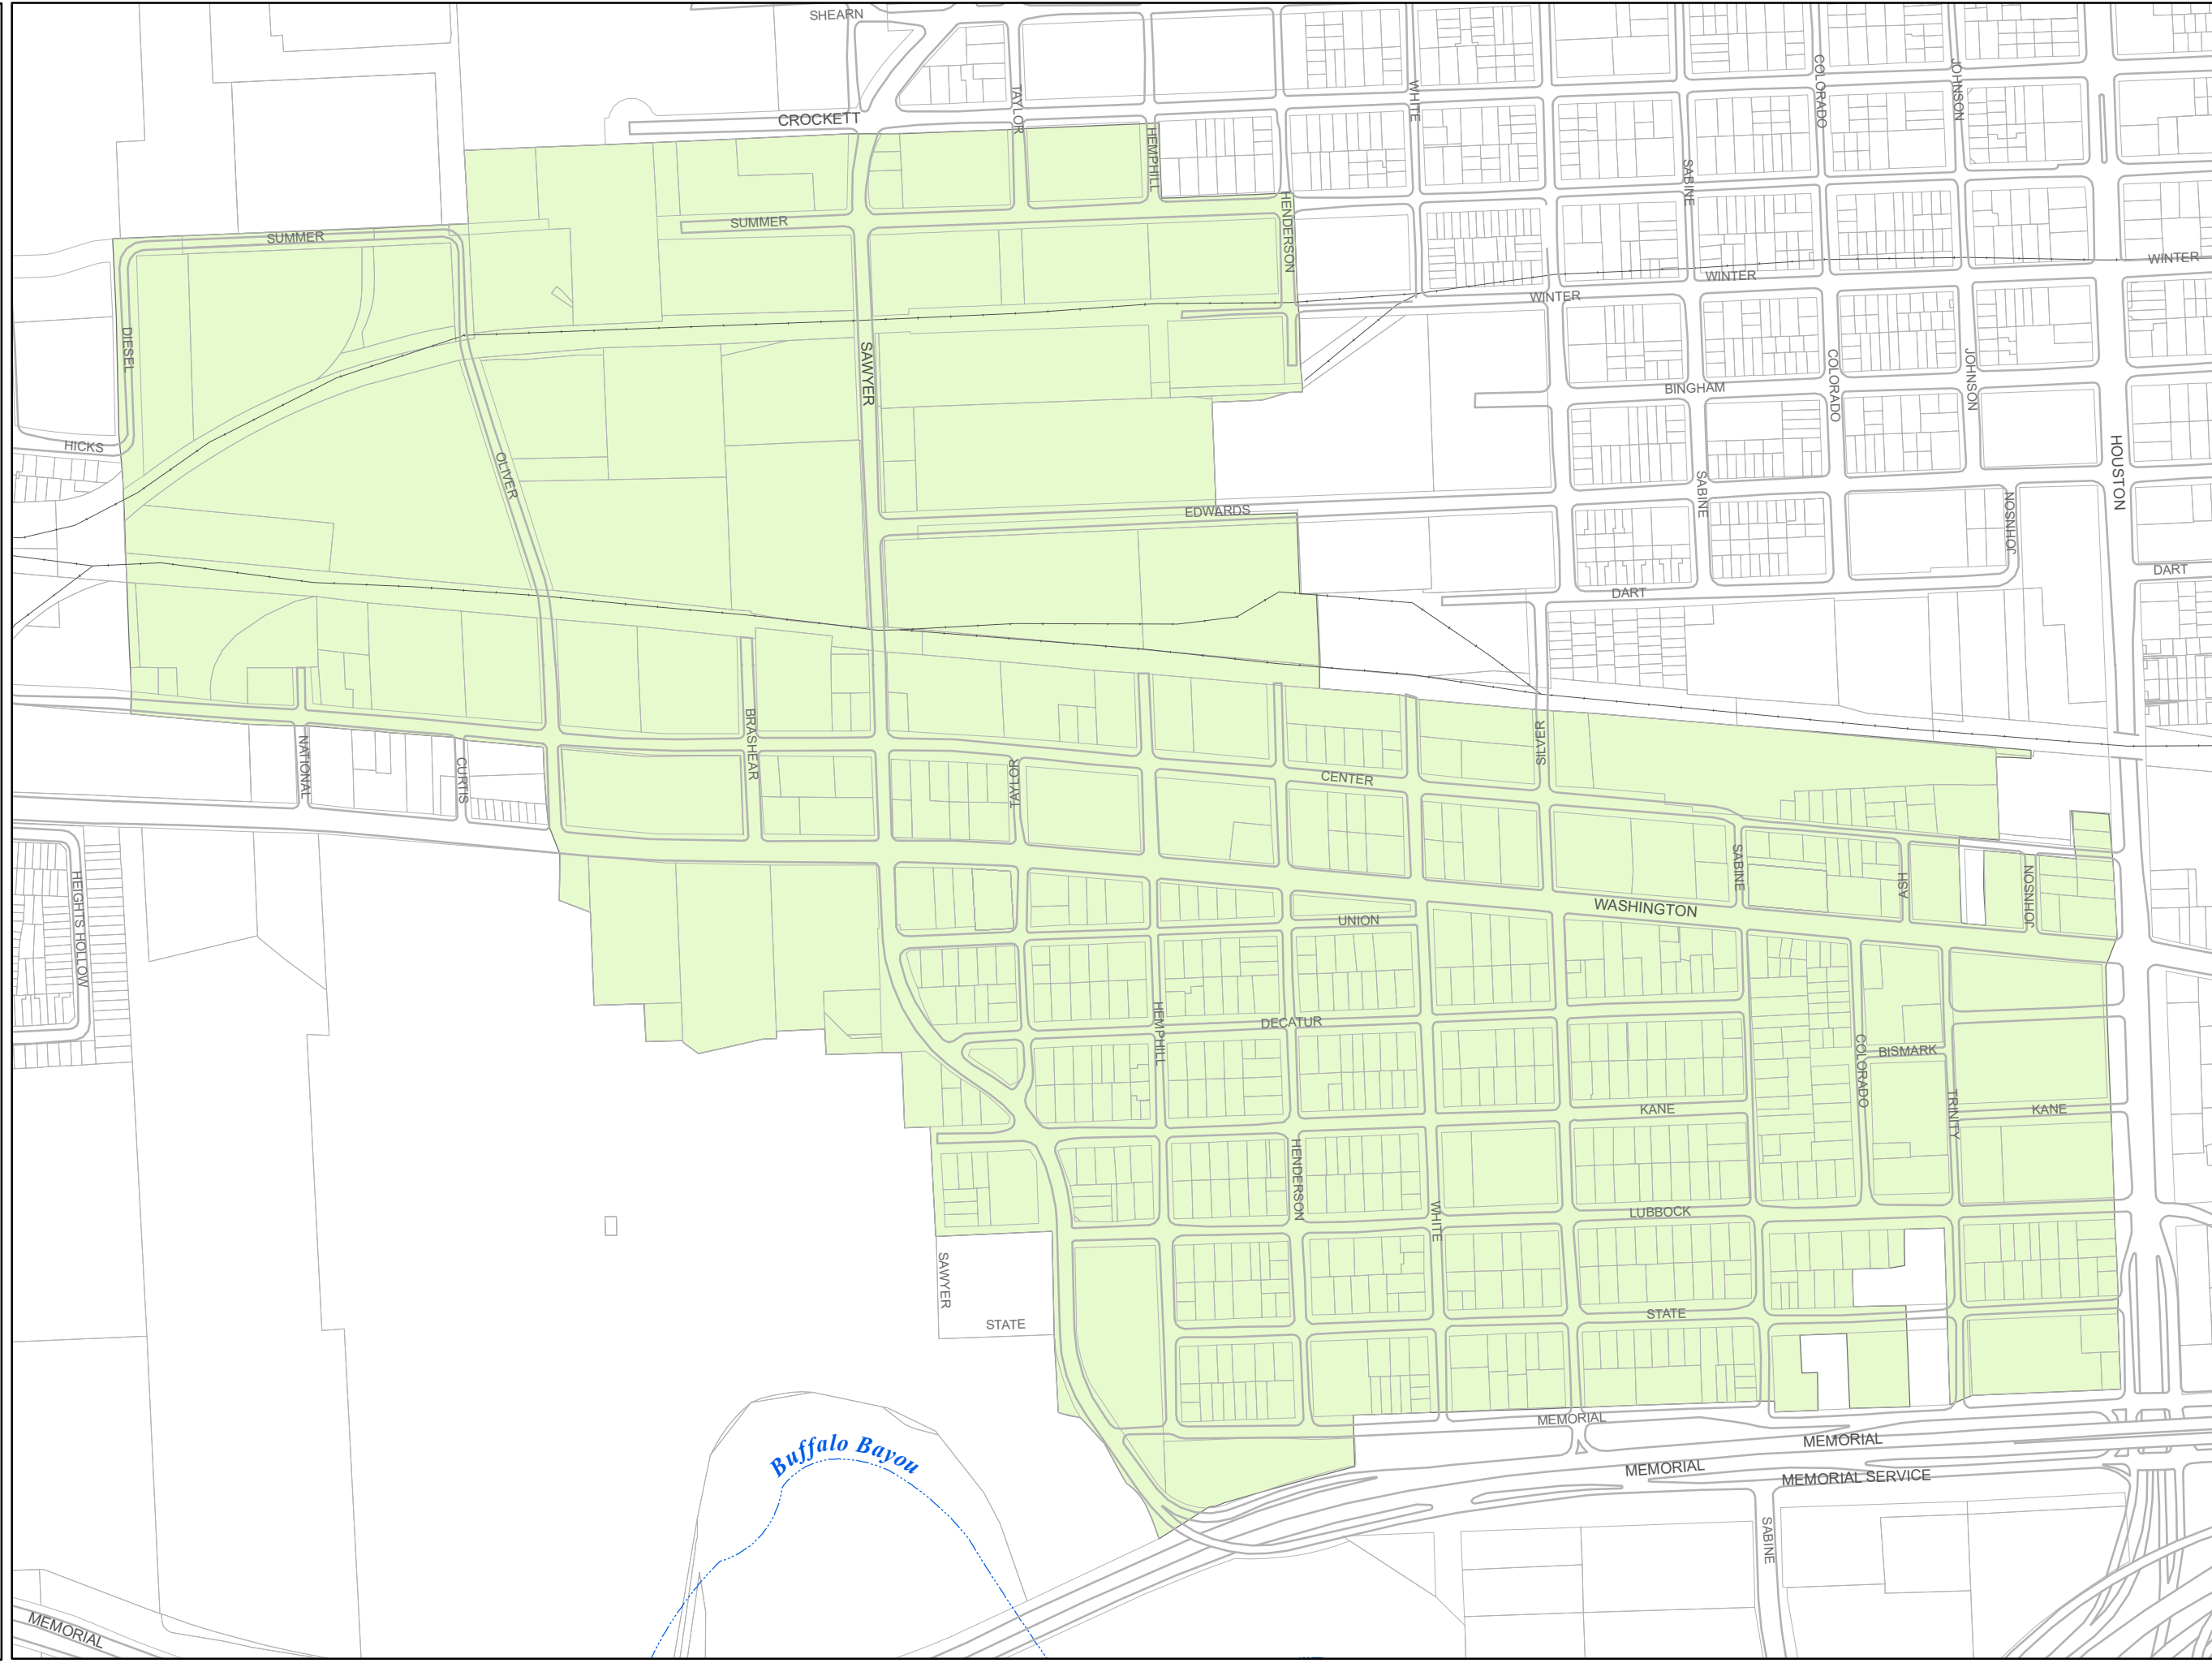 SHEARN
CROCKETT
TAYLOR
HEMPHILL
WHITE
COLORADO
JOHNSON
SABINE
SUMMER
SUMMER
HENDERSON
WINTER
WINTER
WINTER
DIESEL
SAWYER
BINGHAM
COLORADO
JOHNSON
HICKS
OLIVER
HOUSTON
EDWARDS
SABINE
JOHNSON
DART
DART
NATIONAL
CURTIS
BRASHEAR
TAYLOR
CENTER
SILVER
SABINE
ASH
JOHNSON
HEIGHTS HOLLOW
WASHINGTON
UNION
DECATUR
HEMPHILL
COLORADO
BISMARK
TRINITY
KANE
KANE
HENDERSON
WHITE
LUBBOCK
SAWYER
STATE
STATE
MEMORIAL
MEMORIAL
MEMORIAL
MEMORIAL SERVICE
Buffalo Bayou
SABINE
MEMORIAL